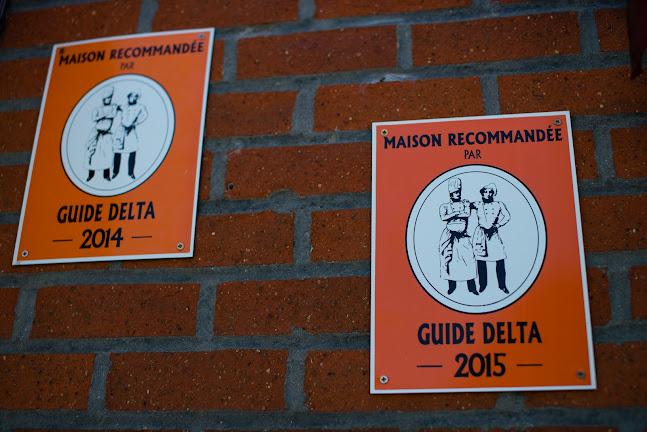 MAISON RECOMMANDÉE
PAR
GUIDE DELTA
— 2014 —
MAISON RECOMMANDÉE
PAR
GUIDE DELTA
— 2015 —